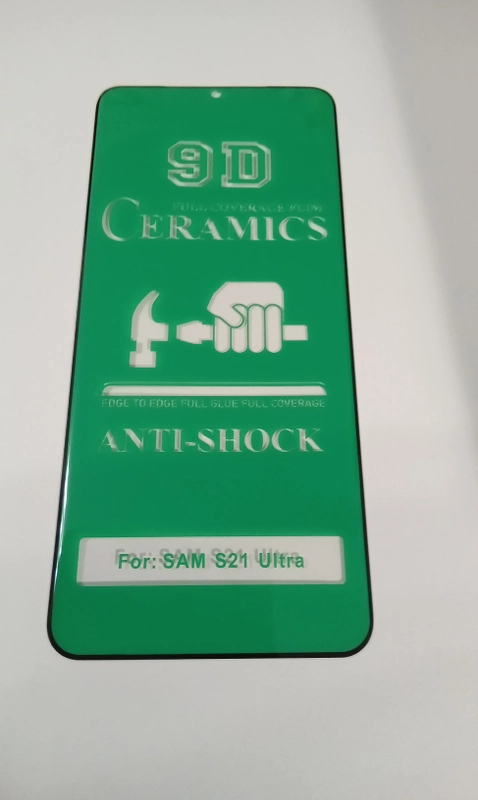 9D
FULL COVERAGE FILM
CERAMICS
EDGE TO EDGE FULL GLUE FULL COVERAGE
ANTI-SHOCK
For: SAM S21 Ultra